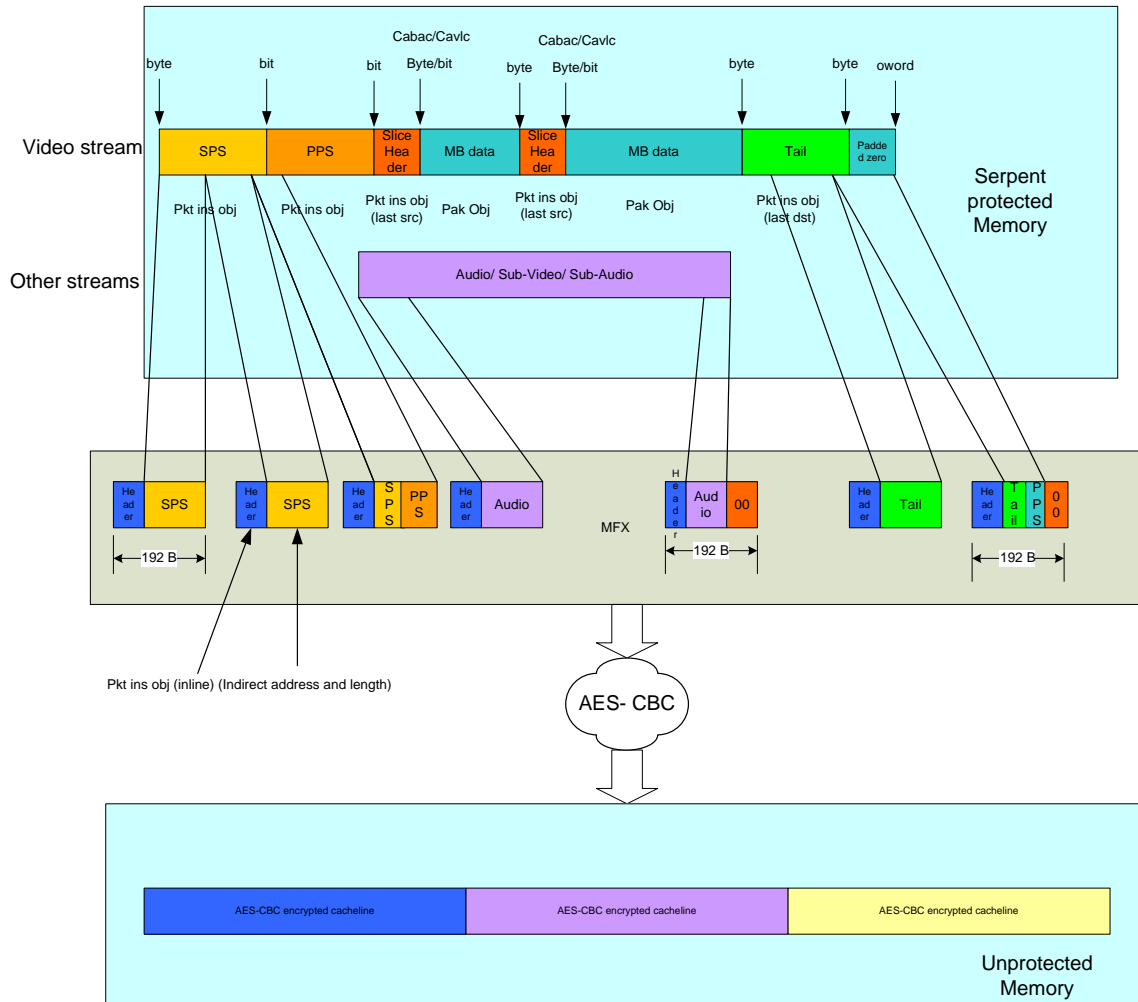 Cabac/Cavlc
Cabac/Cavlc
byte
bit
bit
Byte/bit
byte
Byte/bit
byte
byte
oword
Video stream
SPS
PPS
Slice
Hea
der
MB data
Slice
Hea
der
MB data
Tail
Padde
d zero
Serpent
protected
Memory
Pkt ins obj
Pkt ins obj
Pkt ins obj
(last src)
Pak Obj
Pkt ins obj
(last src)
Pak Obj
Pkt ins obj
(last dst)
Other streams
Audio/ Sub-Video/ Sub-Audio
He
ad
er
SPS
He
ad
er
SPS
He
ad
er
S
P
S
PP
S
He
ad
er
Audio
H
e
a
d
e
r
Aud
io
00
He
ad
er
Tail
He
ad
er
T
ai
l
P
P
S
0
0
MFX
192 B
192 B
192 B
Pkt ins obj (inline) (Indirect address and length)
AES- CBC
AES-CBC encrypted cacheline
AES-CBC encrypted cacheline
AES-CBC encrypted cacheline
Unprotected
Memory